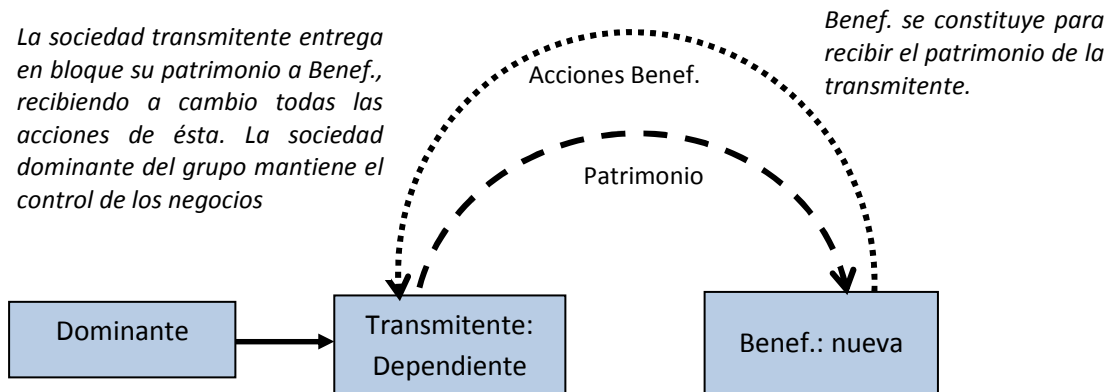 La sociedad transmitente entrega
en bloque su patrimonio a Benef.,
recibiendo a cambio todas las
acciones de ésta. La sociedad
dominante del grupo mantiene el
control de los negocios
Benef. se constituye para
recibir el patrimonio de la
transmitente.
Acciones Benef.
Patrimonio
Dominante
Transmitente:
Dependiente
Benef.: nueva